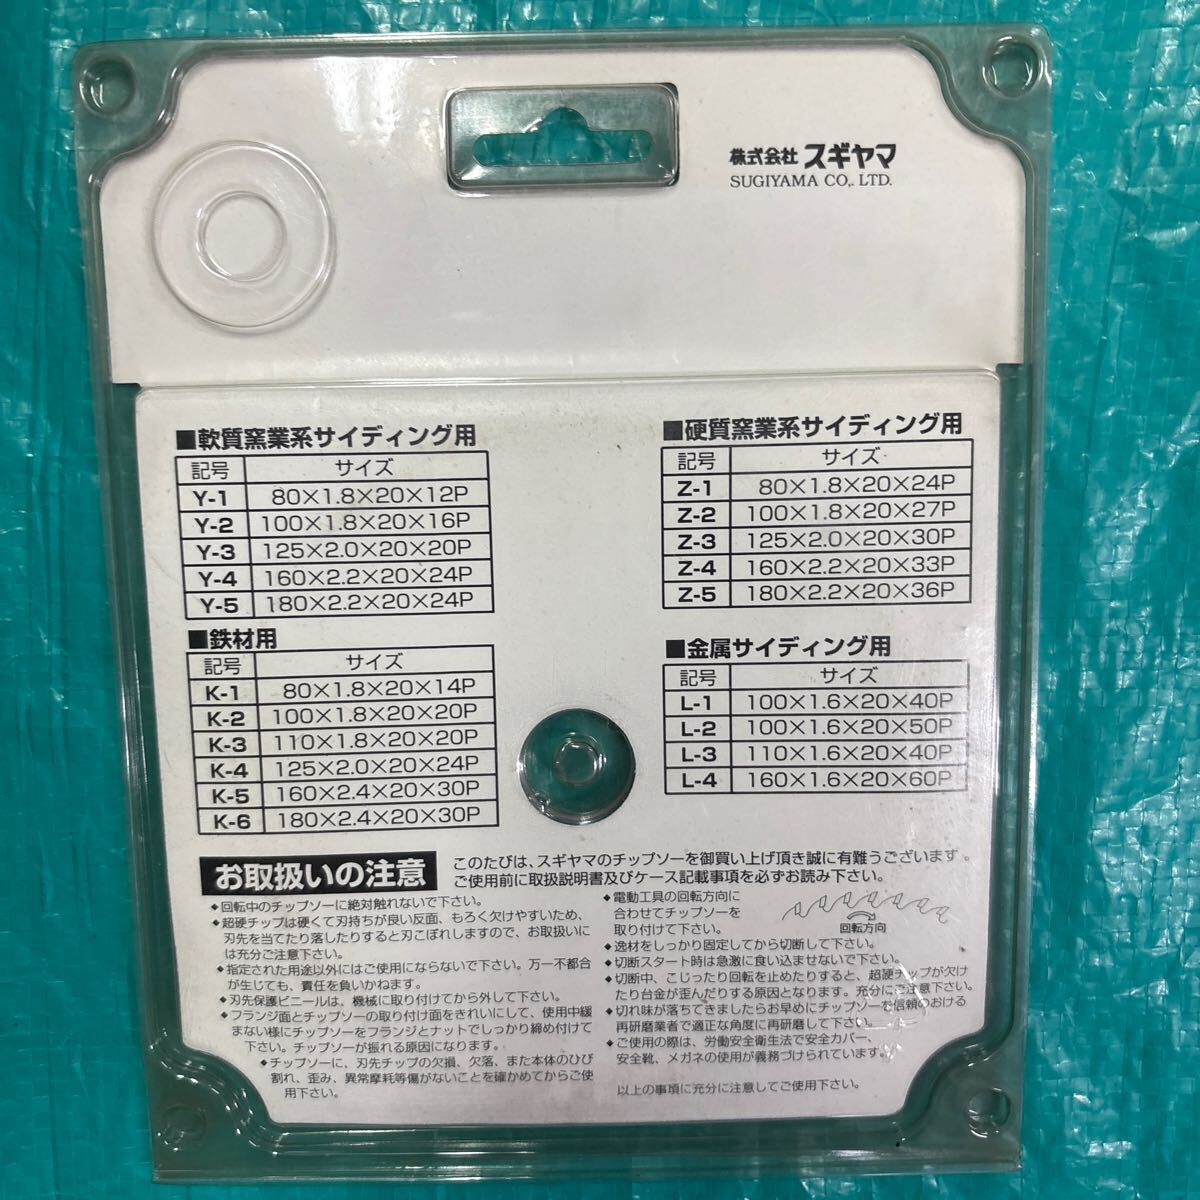 株式会社 スギヤマ
SUGIYAMA CO,. LTD.
■軟質窯業系サイディング用
記号 サイズ
Y-1 80×1.8×20×12P
Y-2 100×1.8×20×16P
Y-3 125×2.0×20×20P
Y-4 160×2.2×20×24P
Y-5 180×2.2×20×24P
■硬質窯業系サイディング用
記号 サイズ
Z-1 80×1.8×20×24P
Z-2 100×1.8×20×27P
Z-3 125×2.0×20×30P
Z-4 160×2.2×20×33P
Z-5 180×2.2×20×36P
■鉄材用
記号 サイズ
K-1 80×1.8×20×14P
K-2 100×1.8×20×20P
K-3 110×1.8×20×20P
K-4 125×2.0×20×24P
K-5 160×2.4×20×30P
K-6 180×2.4×20×30P
■金属サイディング用
記号 サイズ
L-1 100×1.6×20×40P
L-2 100×1.6×20×50P
L-3 110×1.6×20×40P
L-4 160×1.6×20×60P
お取扱いの注意
このたびは、スギヤマのチップソーを御買い上げ頂き誠に有難うございます。
ご使用前に取扱説明書及びケース記載事項を必ずお読み下さい。
◆回転中のチップソーに絶対触れないで下さい。
◆超硬チップは硬くて刃持ちが良い反面、もろく欠けやすいため、
刃先を当てたり落したりすると刃こぼれしますので、お取扱いに
は充分ご注意下さい。
◆指定された用途以外にはご使用にならないで下さい。万一不都合
が生じても、責任を負いかねます。
◆刃先保護ビニールは、機械に取り付けてから外して下さい。
◆フランジ面とチップソーの取り付け面をきれいにして、使用中緩
まない様にチップソーをフランジとナットでしっかり締め付けて
下さい。チップソーが振れる原因になります。
◆チップソーに、刃先チップの欠損、欠落、また本体のひび
割れ、歪み、異常摩耗等傷がないことを確かめてからご使
用下さい。
◆電動工具の回転方向に
合わせてチップソーを
取り付けて下さい。
回転方向
◆逸材をしっかり固定してから切断して下さい。
◆切断スタート時は急激に食い込ませないで下さい。
◆切断中、こじったり回転を止めたりすると、超硬チップが欠け
たり台金が歪んだりする原因となります。充分にご注意下さい。
◆切れ味が落ちてきましたらお早めにチップソーを信頼のおける
再研磨業者で適正な角度に再研磨して下さい。
◆ご使用の際は、労働安全衛生法で安全カバー、
安全靴、メガネの使用が義務づけられています。
以上の事項に充分に注意してご使用下さい。